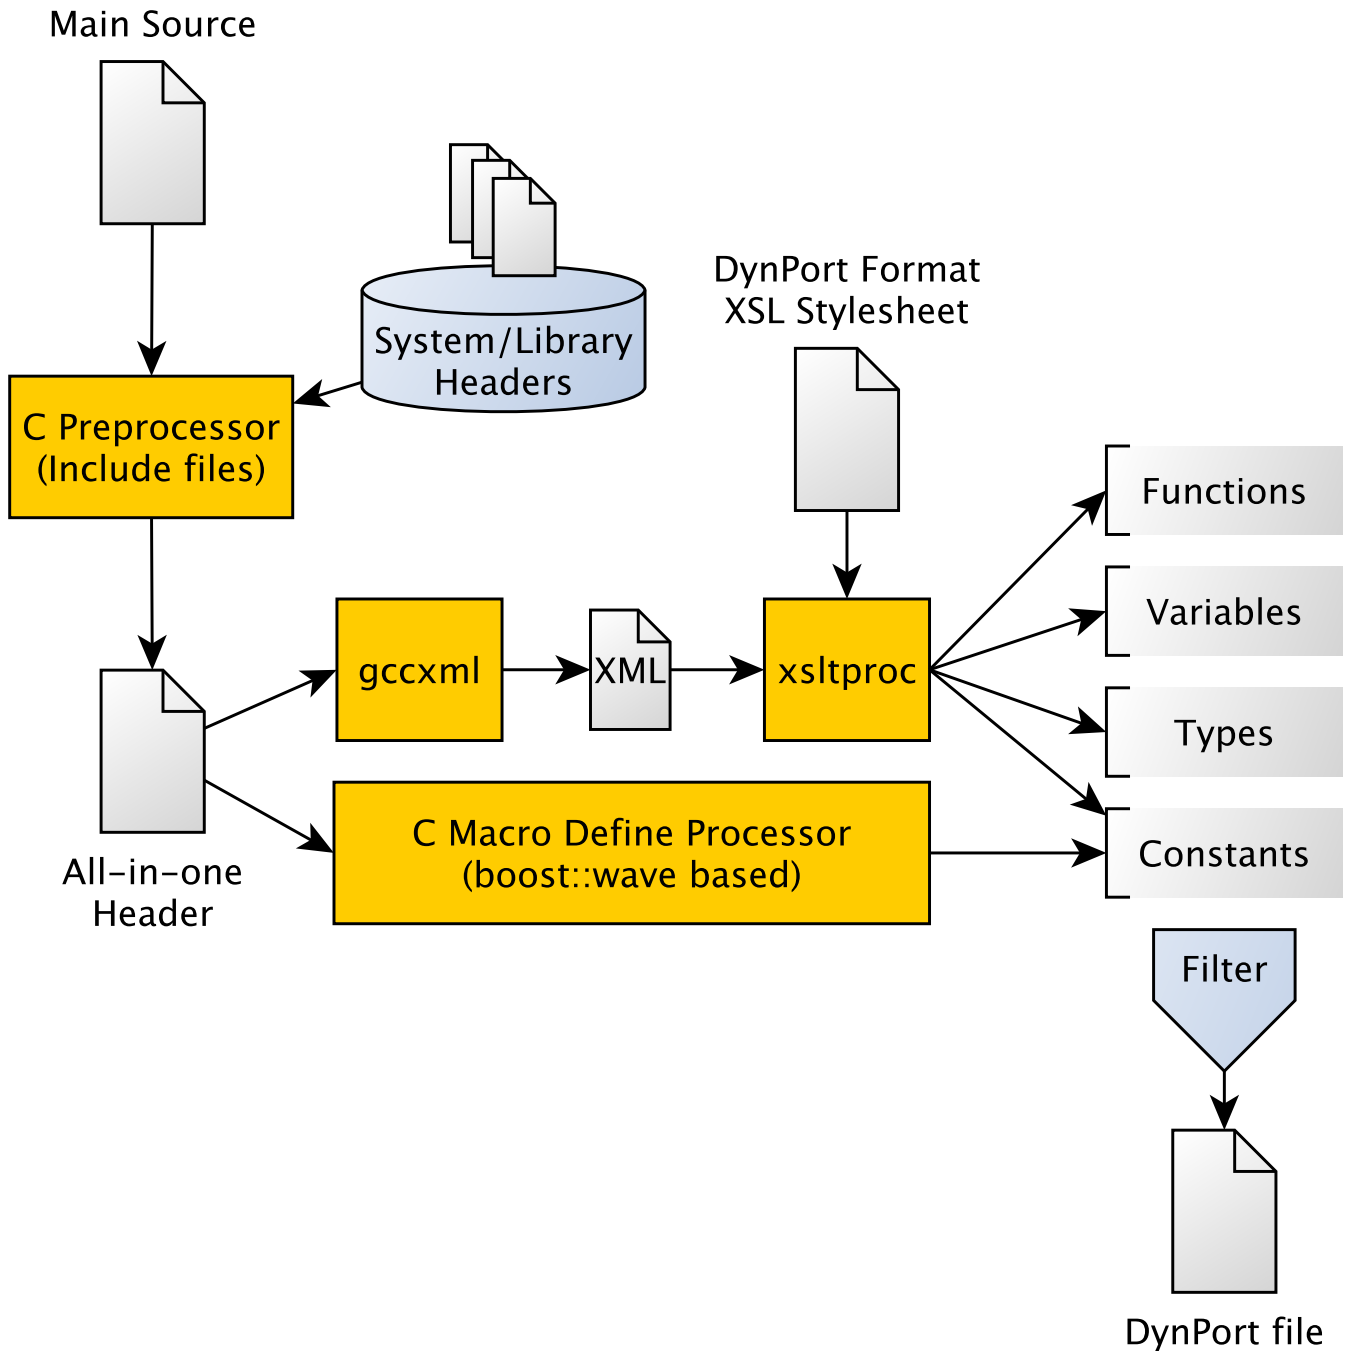 Main Source
System/Library
Headers
DynPort Format
XSL Stylesheet
C Preprocessor
(Include files)
Functions
Variables
gccxml
XML
xsltproc
Types
C Macro Define Processor
(boost::wave based)
Constants
All-in-one
Header
Filter
DynPort file